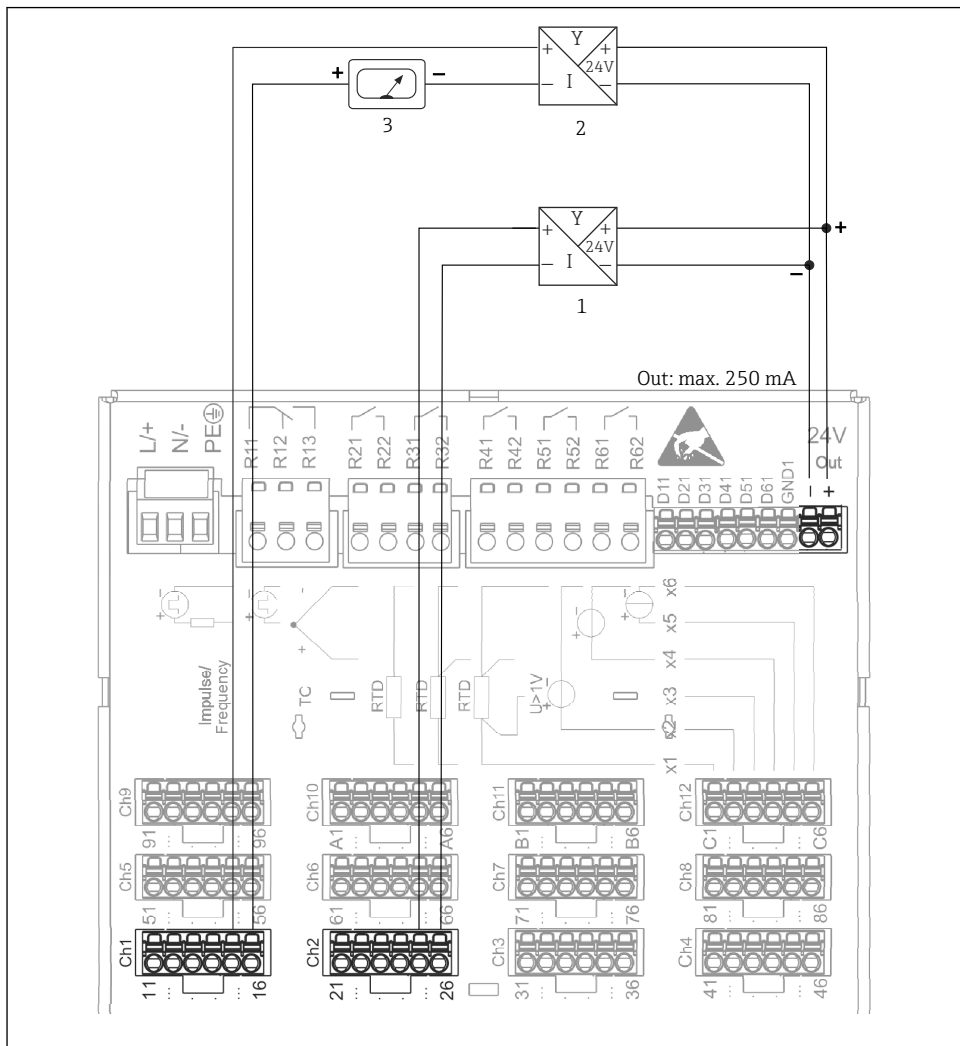 Y
+ +
24V
− I −
2
+ −
3
Y
+ +
24V
− I −
1
+
−
Out: max. 250 mA
L/+ N/- PE
R11 R12 R13
R21 R22 R31 R32
R41 R42 R51 R52 R61 R62
D11 D21 D31 D41 D51 D61 GND1
24V
Out
− +
+ -
+ -
-
+
Impulse/
Frequency
TC
RTD
RTD
RTD
U>1V
+ -
+ -
+ -
x6
x5
x4
x3
x2
x1
Ch9
91 ... . . ... 96
Ch10
A1 ... . . ... A6
Ch11
B1 ... . . ... B6
Ch12
C1 ... . . ... C6
Ch5
51 ... . . ... 56
Ch6
61 ... . . ... 66
Ch7
71 ... . . ... 76
Ch8
81 ... . . ... 86
Ch1
11 ... . . ... 16
Ch2
21 ... . . ... 26
Ch3
31 ... . . ... 36
Ch4
41 ... . . ... 46